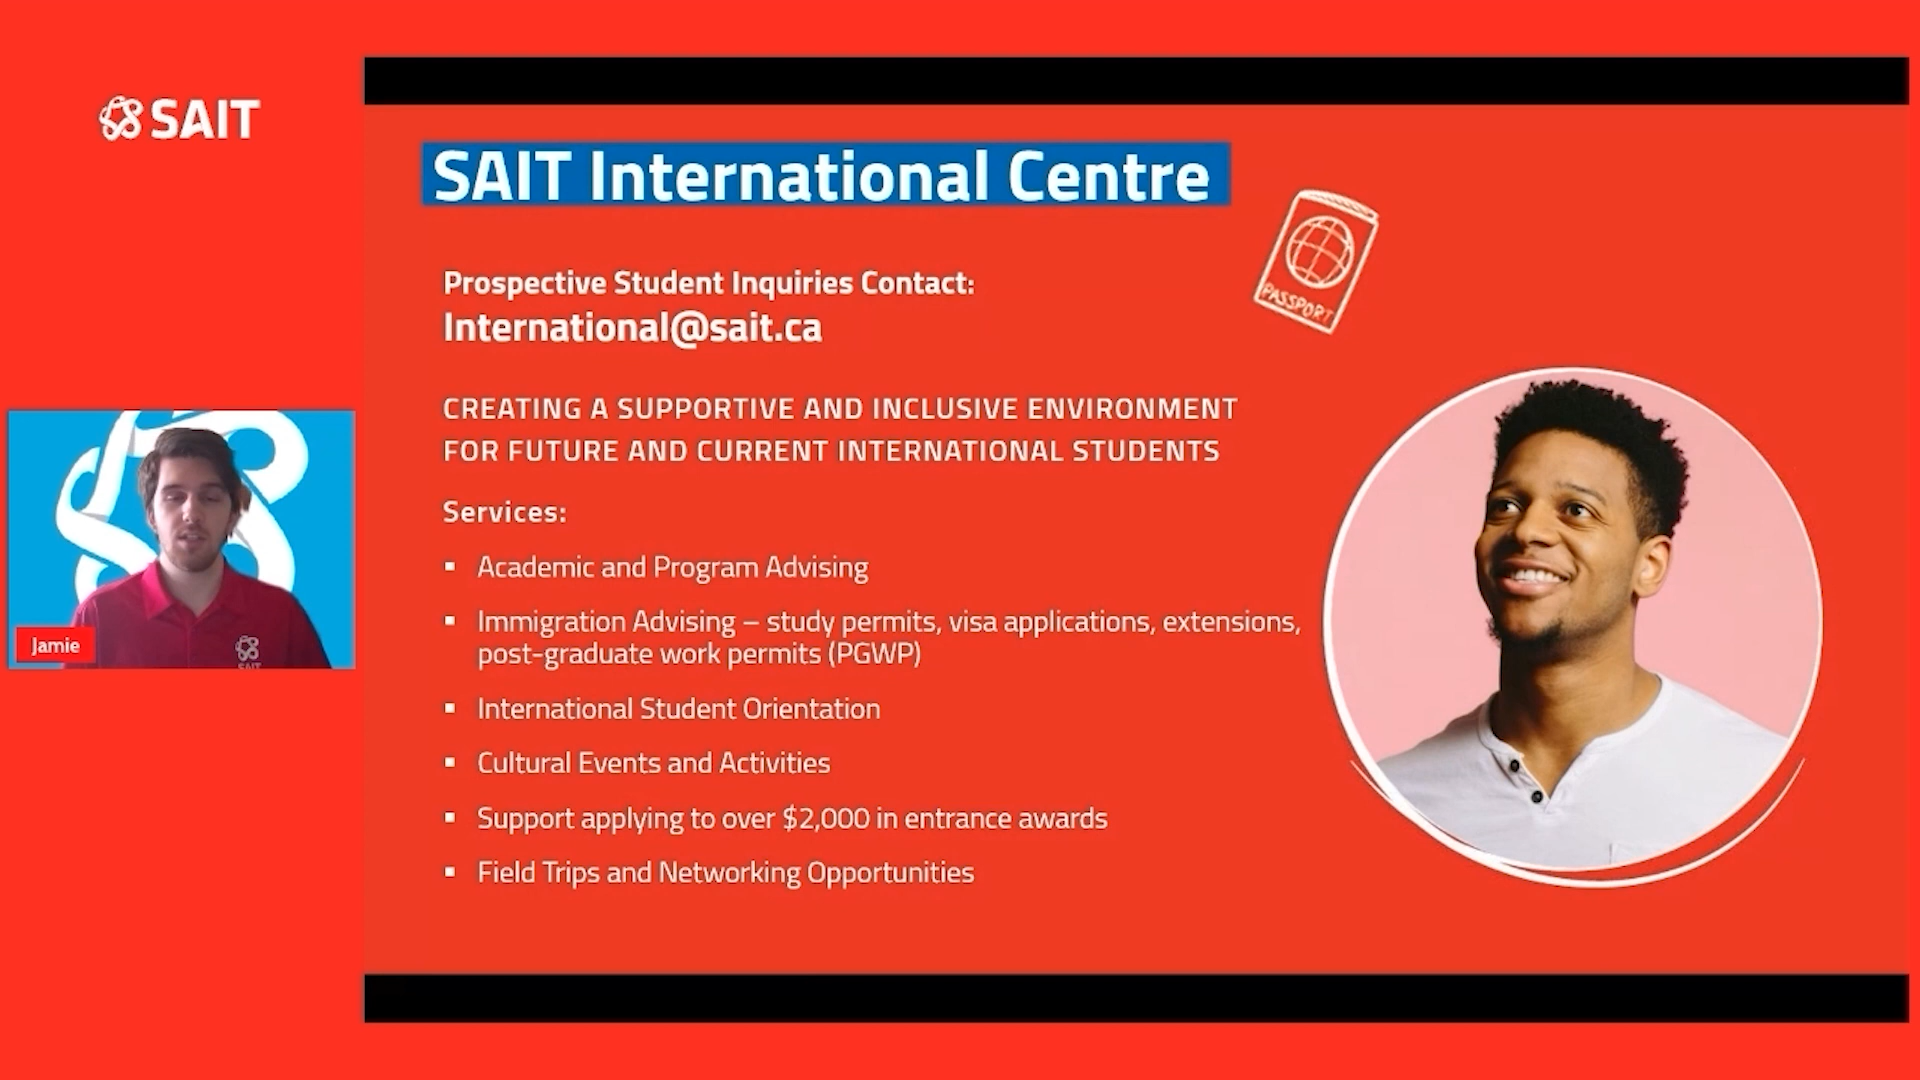 SAIT
SAIT International Centre
PASSPORT
Prospective Student Inquiries Contact:
International@sait.ca
CREATING A SUPPORTIVE AND INCLUSIVE ENVIRONMENT
FOR FUTURE AND CURRENT INTERNATIONAL STUDENTS
Services:
▪ Academic and Program Advising
▪ Immigration Advising – study permits, visa applications, extensions,
post-graduate work permits (PGWP)
▪ International Student Orientation
▪ Cultural Events and Activities
▪ Support applying to over $2,000 in entrance awards
▪ Field Trips and Networking Opportunities
Jamie
SAIT